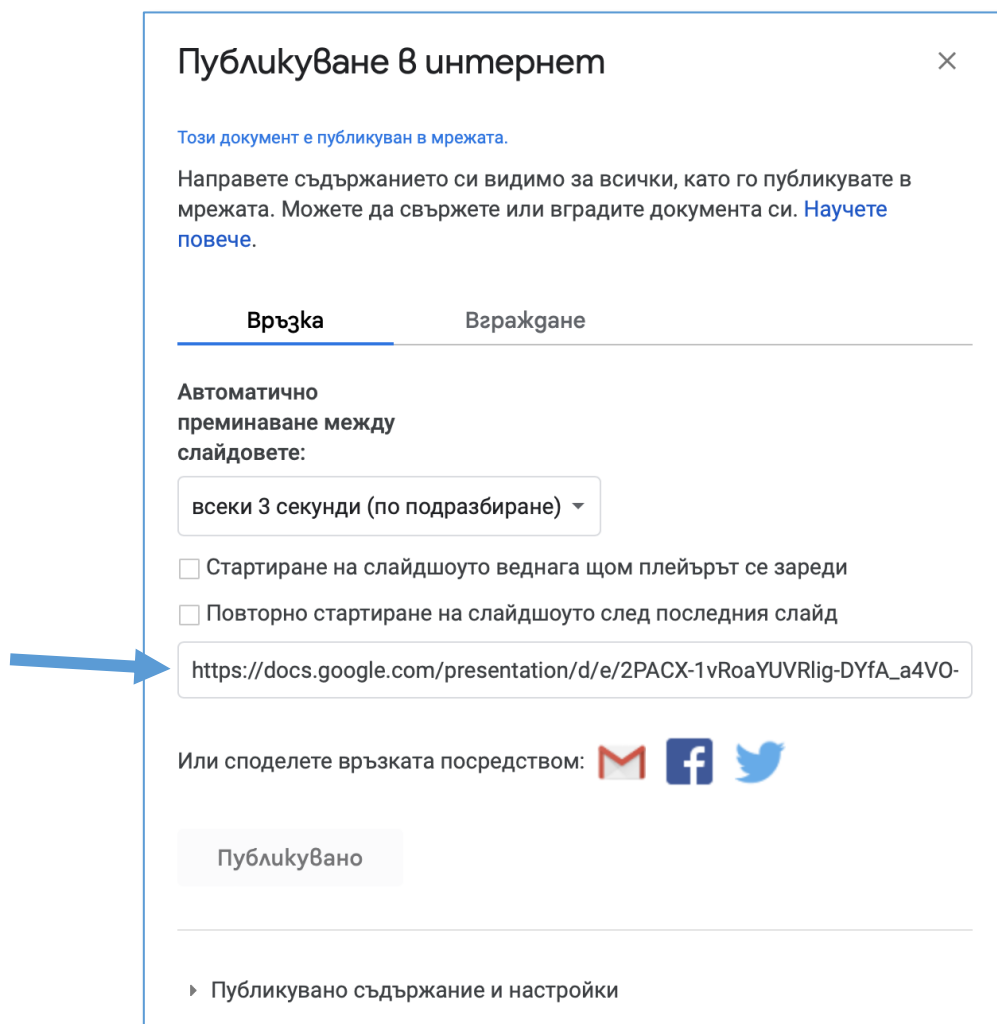 Публикуване в интернет
Този документ е публикуван в мрежата.
Направете съдържанието си видимо за всички, като го публикувате в
мрежата. Можете да свържете или вградите документа си. Научете
повече.
Връзка Вграждане
Автоматично
преминаване между
слайдовете:
всеки 3 секунди (по подразбиране)
Стартиране на слайдшоуто веднага щом плейърът се зареди
Повторно стартиране на слайдшоуто след последния слайд
https://docs.google.com/presentation/d/e/2PACX-1vRoaYUVRlig-DYfA_a4VO-
Или споделете връзката посредством:
Публикувано
Публикувано съдържание и настройки